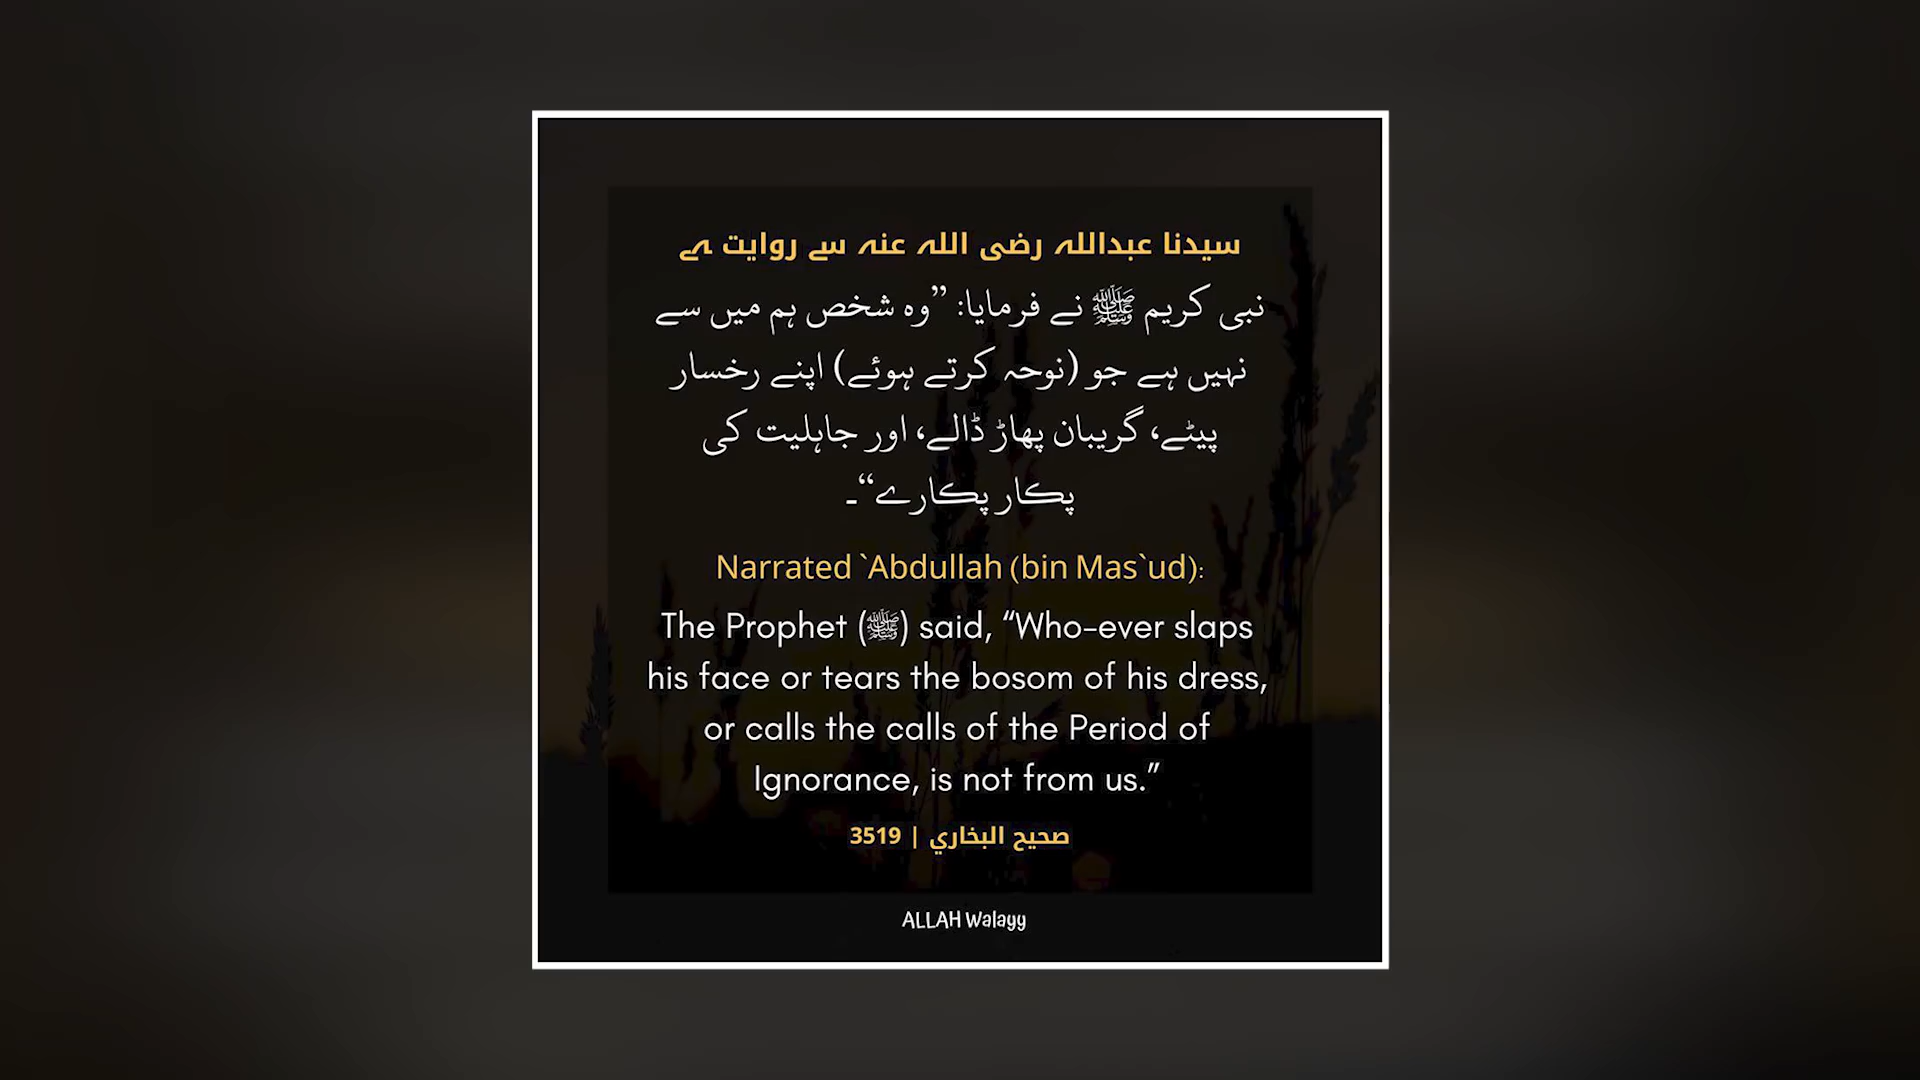 سیدنا عبداللہ رضی اللہ عنہ سے روایت ہے
نبی کریم ﷺ نے فرمایا: ”وہ شخص ہم میں سے
نہیں ہے جو (نوحہ کرتے ہوئے) اپنے رخسار
پیٹے، گریبان پھاڑ ڈالے، اور جاہلیت کی
پکار پکارے“۔
Narrated `Abdullah (bin Mas`ud):
The Prophet (ﷺ) said, “Who-ever slaps
his face or tears the bosom of his dress,
or calls the calls of the Period of
Ignorance, is not from us.”
صحيح البخاري | 3519
ALLAH Walayy